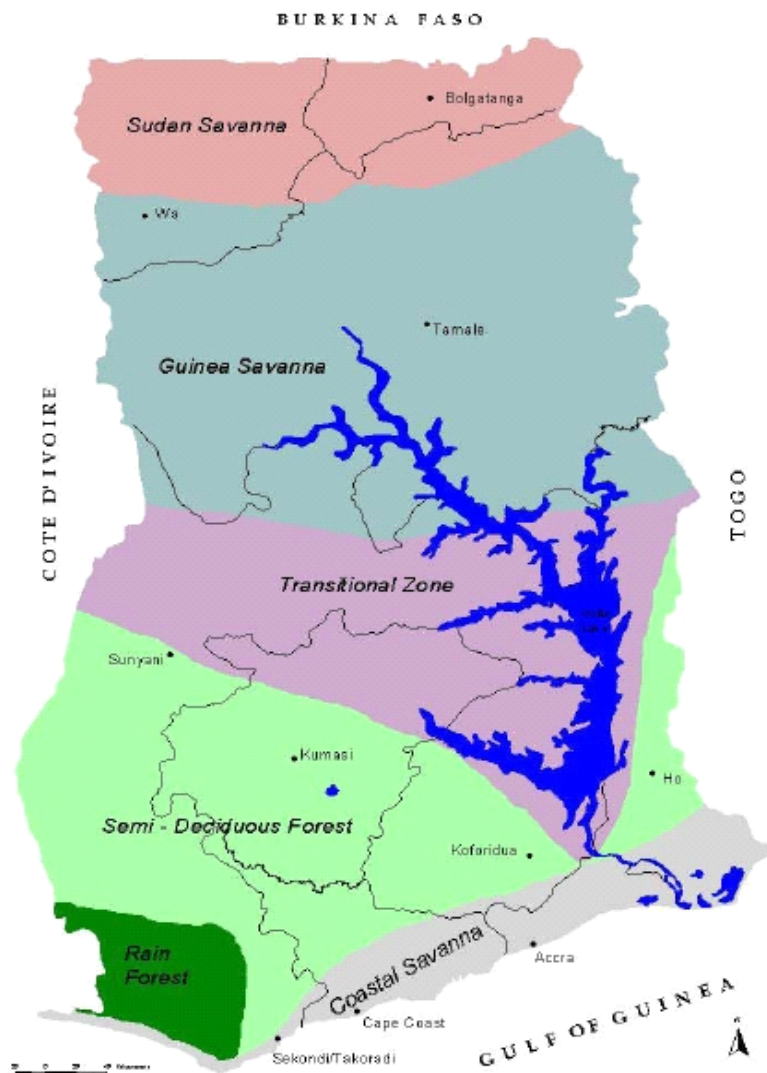 BURKINA FASO
Bolgatanga
Sudan Savanna
Wa
Tamale
Guinea Savanna
COTE D'IVOIRE
TOGO
Transitional Zone
Sunyani
Kumasi
Ho
Semi - Deciduous Forest
Koforidua
Rain
Forest
Coastal Savanna
Accra
Cape Coast
GULF OF GUINEA
Sekondi/Takoradi